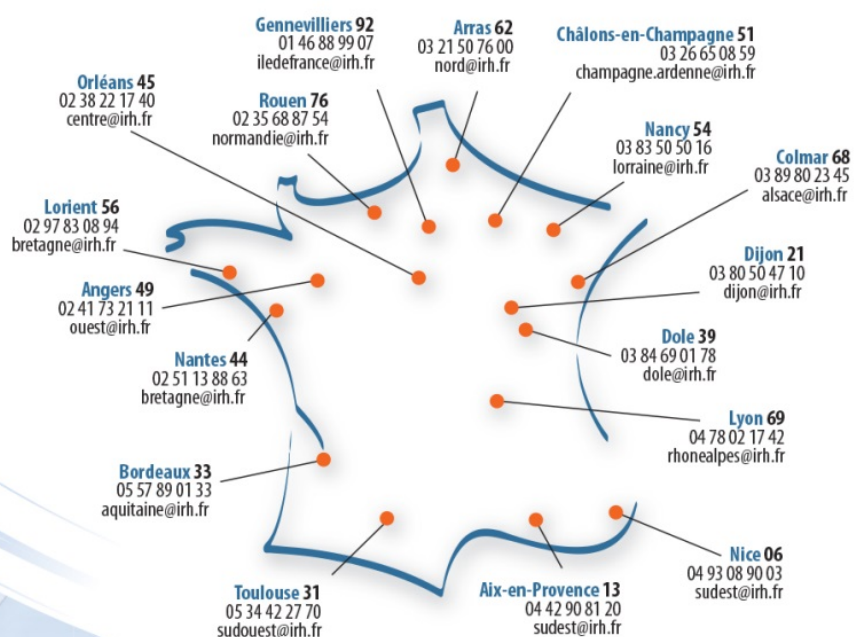 Gennevilliers 92
01 46 88 99 07
iledefrance@irh.fr
Arras 62
03 21 50 76 00
nord@irh.fr
Châlons-en-Champagne 51
03 26 65 08 59
champagne.ardenne@irh.fr
Orléans 45
02 38 22 17 40
centre@irh.fr
Rouen 76
02 35 68 87 54
normandie@irh.fr
Nancy 54
03 83 50 50 16
lorraine@irh.fr
Colmar 68
03 89 80 23 45
alsace@irh.fr
Lorient 56
02 97 83 08 94
bretagne@irh.fr
Dijon 21
03 80 50 47 10
dijon@irh.fr
Angers 49
02 41 73 21 11
ouest@irh.fr
Dole 39
03 84 69 01 78
dole@irh.fr
Nantes 44
02 51 13 88 63
bretagne@irh.fr
Lyon 69
04 78 02 17 42
rhonealpes@irh.fr
Bordeaux 33
05 57 89 01 33
aquitaine@irh.fr
Nice 06
04 93 08 90 03
sudest@irh.fr
Toulouse 31
05 34 42 27 70
sudouest@irh.fr
Aix-en-Provence 13
04 42 90 81 20
sudest@irh.fr